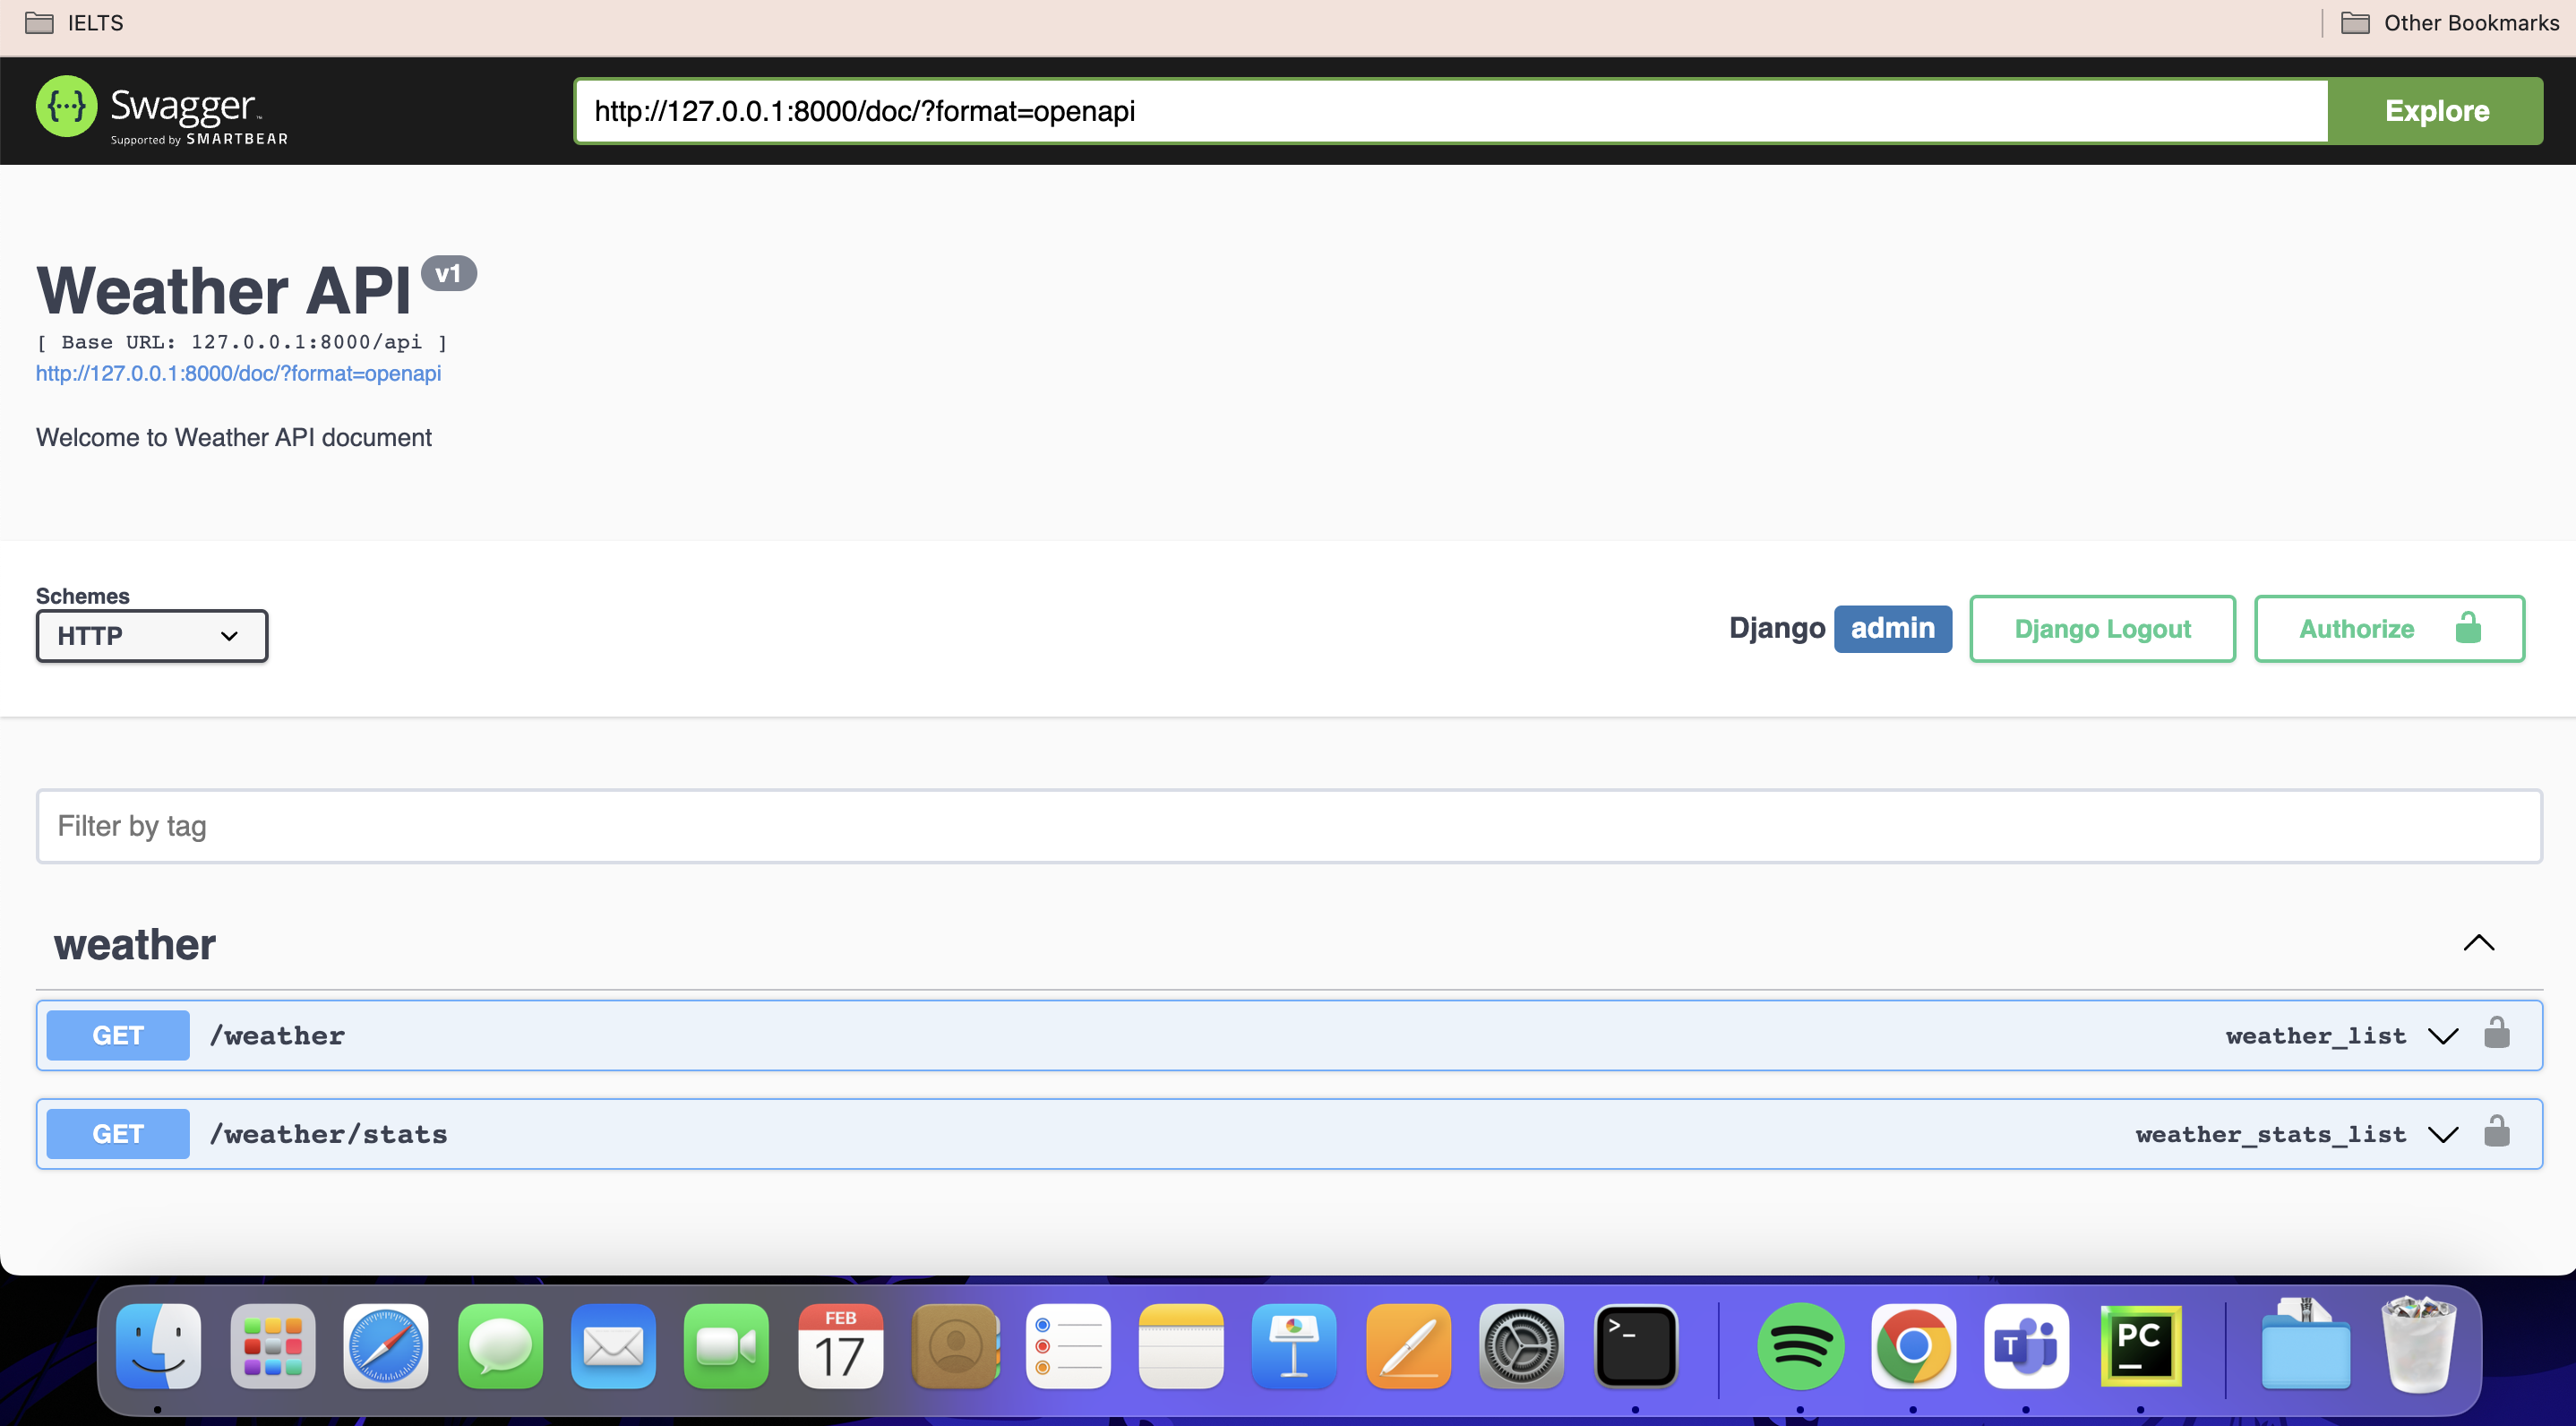 IELTS
Other Bookmarks
{···} Swagger™
Supported by SMARTBEAR
http://127.0.0.1:8000/doc/?format=openapi
Explore
Weather API v1
[ Base URL: 127.0.0.1:8000/api ]
http://127.0.0.1:8000/doc/?format=openapi
Welcome to Weather API document
Schemes
HTTP
Django admin
Django Logout
Authorize
Filter by tag
weather
GET /weather weather_list
GET /weather/stats weather_stats_list
FEB
17
>_
T
PC